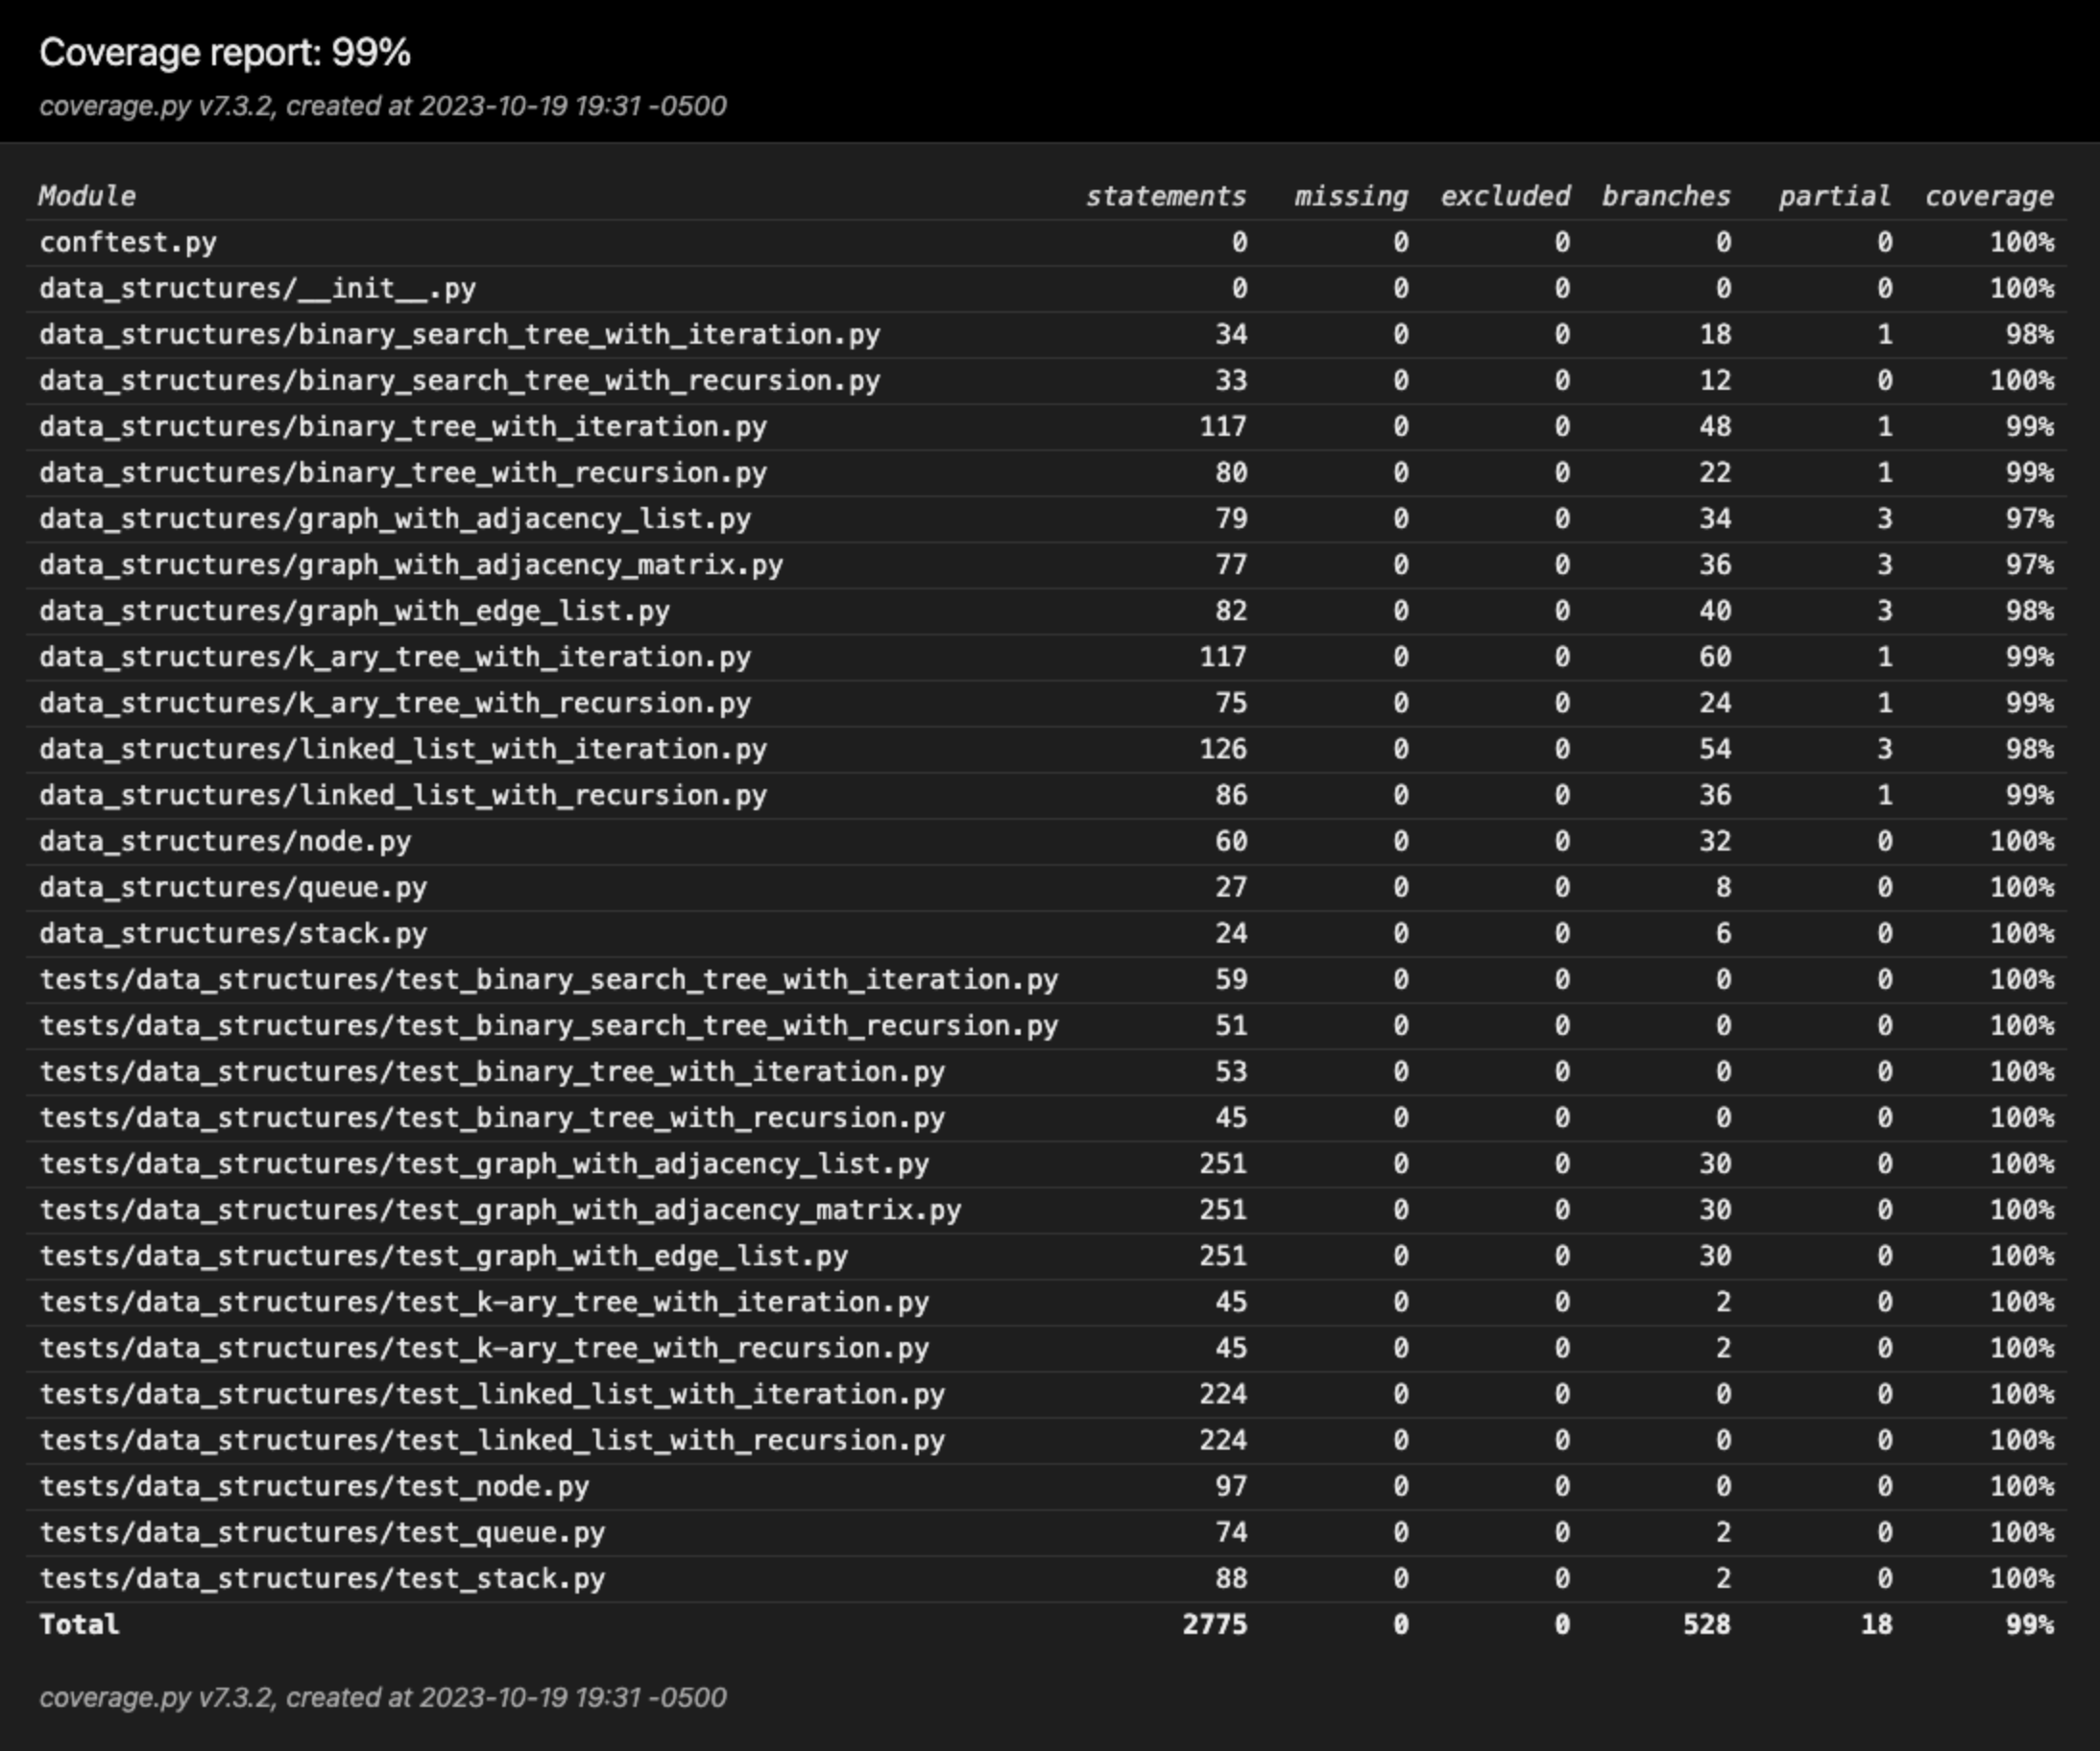 Coverage report: 99%
coverage.py v7.3.2, created at 2023-10-19 19:31 -0500
Module statements missing excluded branches partial coverage
conftest.py 0 0 0 0 0 100%
data_structures/__init__.py 0 0 0 0 0 100%
data_structures/binary_search_tree_with_iteration.py 34 0 0 18 1 98%
data_structures/binary_search_tree_with_recursion.py 33 0 0 12 0 100%
data_structures/binary_tree_with_iteration.py 117 0 0 48 1 99%
data_structures/binary_tree_with_recursion.py 80 0 0 22 1 99%
data_structures/graph_with_adjacency_list.py 79 0 0 34 3 97%
data_structures/graph_with_adjacency_matrix.py 77 0 0 36 3 97%
data_structures/graph_with_edge_list.py 82 0 0 40 3 98%
data_structures/k_ary_tree_with_iteration.py 117 0 0 60 1 99%
data_structures/k_ary_tree_with_recursion.py 75 0 0 24 1 99%
data_structures/linked_list_with_iteration.py 126 0 0 54 3 98%
data_structures/linked_list_with_recursion.py 86 0 0 36 1 99%
data_structures/node.py 60 0 0 32 0 100%
data_structures/queue.py 27 0 0 8 0 100%
data_structures/stack.py 24 0 0 6 0 100%
tests/data_structures/test_binary_search_tree_with_iteration.py 59 0 0 0 0 100%
tests/data_structures/test_binary_search_tree_with_recursion.py 51 0 0 0 0 100%
tests/data_structures/test_binary_tree_with_iteration.py 53 0 0 0 0 100%
tests/data_structures/test_binary_tree_with_recursion.py 45 0 0 0 0 100%
tests/data_structures/test_graph_with_adjacency_list.py 251 0 0 30 0 100%
tests/data_structures/test_graph_with_adjacency_matrix.py 251 0 0 30 0 100%
tests/data_structures/test_graph_with_edge_list.py 251 0 0 30 0 100%
tests/data_structures/test_k-ary_tree_with_iteration.py 45 0 0 2 0 100%
tests/data_structures/test_k-ary_tree_with_recursion.py 45 0 0 2 0 100%
tests/data_structures/test_linked_list_with_iteration.py 224 0 0 0 0 100%
tests/data_structures/test_linked_list_with_recursion.py 224 0 0 0 0 100%
tests/data_structures/test_node.py 97 0 0 0 0 100%
tests/data_structures/test_queue.py 74 0 0 2 0 100%
tests/data_structures/test_stack.py 88 0 0 2 0 100%
Total 2775 0 0 528 18 99%
coverage.py v7.3.2, created at 2023-10-19 19:31 -0500